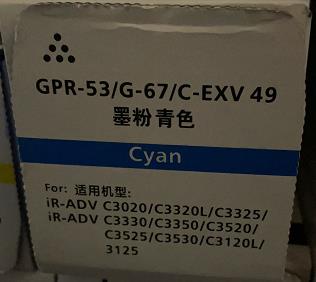 GPR-53/G-67/C-EXV 49
墨粉青色
Cyan
For: 适用机型:
iR-ADV C3020/C3320L/C3325/
iR-ADV C3330/C3350/C3520/
C3525/C3530/C3120L/
3125